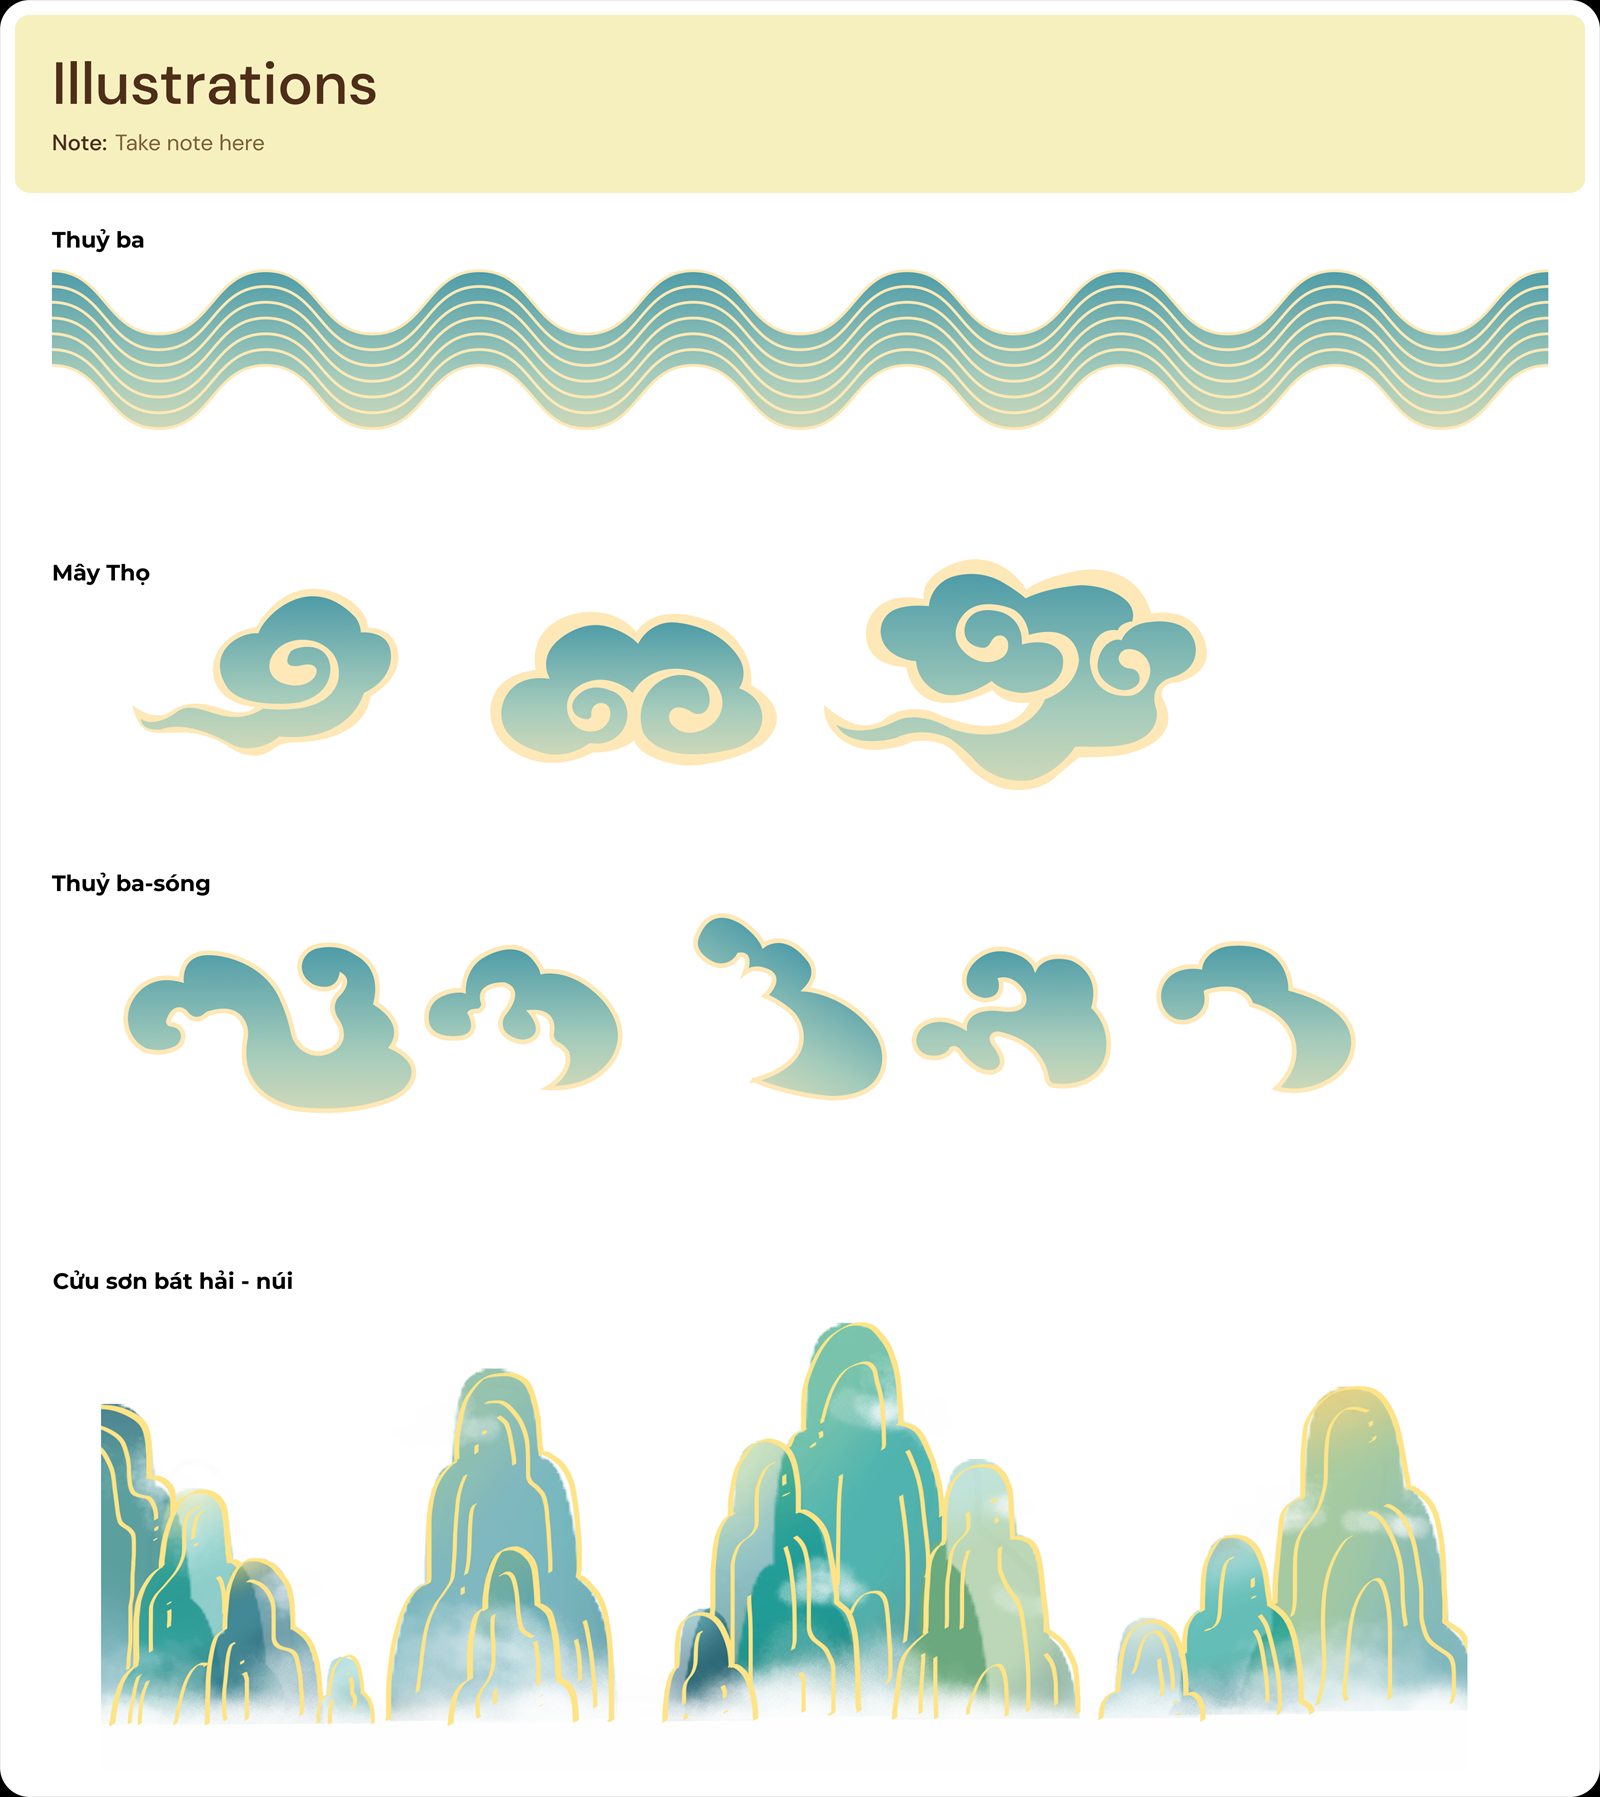 Illustrations
Note: Take note here
Thuỷ ba
Mây Thọ
Thuỷ ba-sóng
Cửu sơn bát hải - núi